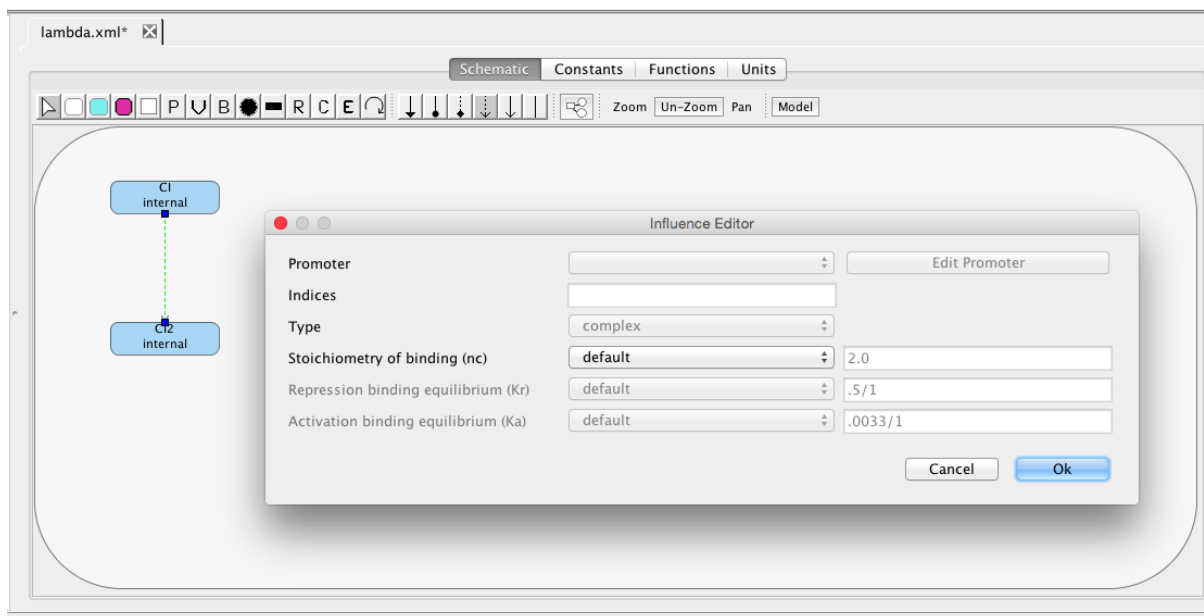 lambda.xml*
Schematic Constants Functions Units
P V B R C E Zoom Un-Zoom Pan Model
CI
internal
CI2
internal
Influence Editor
Promoter Edit Promoter
Indices
Type complex
Stoichiometry of binding (nc) default 2.0
Repression binding equilibrium (Kr) default .5/1
Activation binding equilibrium (Ka) default .0033/1
Cancel Ok